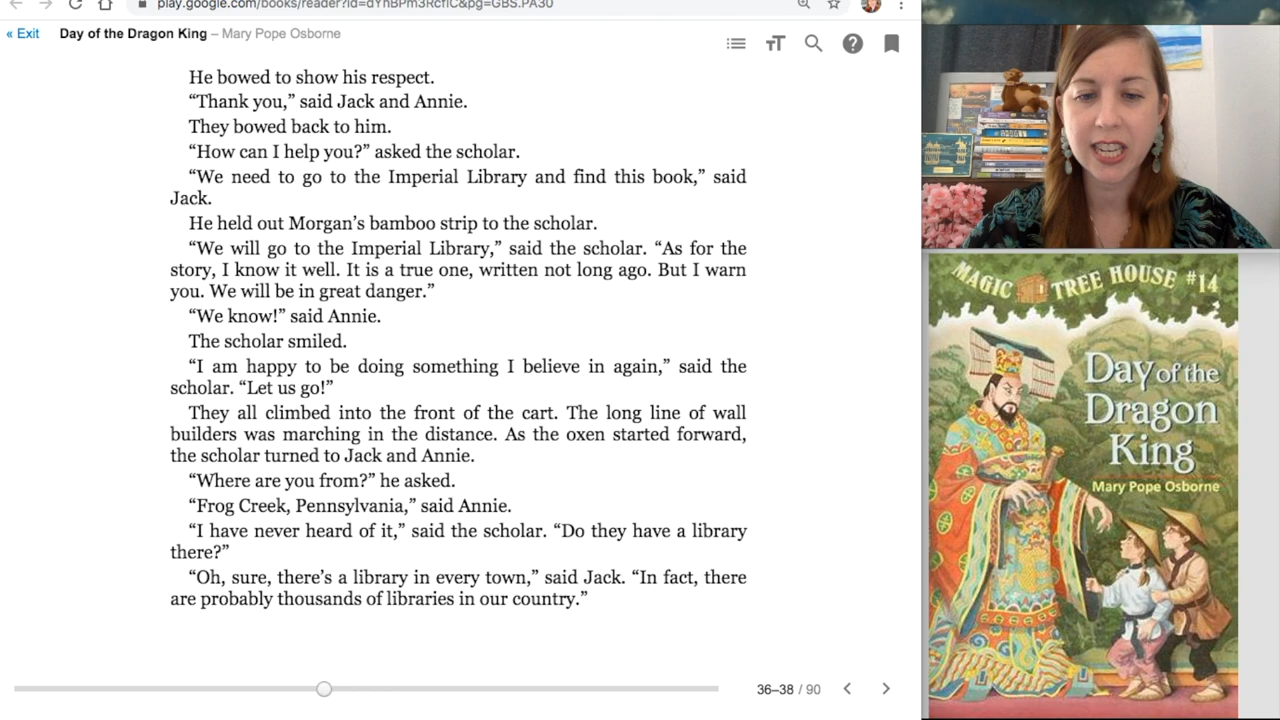 play.google.com/books/reader?id=dYnBPm3RcflC&pg=GBS.PA30
« Exit Day of the Dragon King – Mary Pope Osborne
He bowed to show his respect.
“Thank you,” said Jack and Annie.
They bowed back to him.
“How can I help you?” asked the scholar.
“We need to go to the Imperial Library and find this book,” said
Jack.
He held out Morgan’s bamboo strip to the scholar.
“We will go to the Imperial Library,” said the scholar. “As for the
story, I know it well. It is a true one, written not long ago. But I warn
you. We will be in great danger.”
“We know!” said Annie.
The scholar smiled.
“I am happy to be doing something I believe in again,” said the
scholar. “Let us go!”
They all climbed into the front of the cart. The long line of wall
builders was marching in the distance. As the oxen started forward,
the scholar turned to Jack and Annie.
“Where are you from?” he asked.
“Frog Creek, Pennsylvania,” said Annie.
“I have never heard of it,” said the scholar. “Do they have a library
there?”
“Oh, sure, there’s a library in every town,” said Jack. “In fact, there
are probably thousands of libraries in our country.”
36–38 / 90
MAGIC TREE HOUSE #14
Day of the
Dragon
King
Mary Pope Osborne